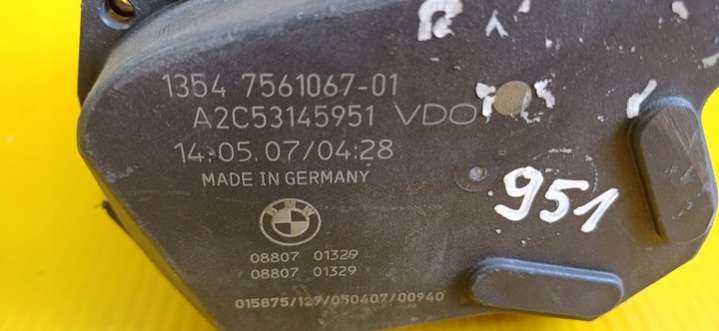 1354 7561067-01
A2C53145951 VDO
14.05.07/04:28
MADE IN GERMANY
BMW
08807 01329
08807 01329
015875/127/050407/00940
951